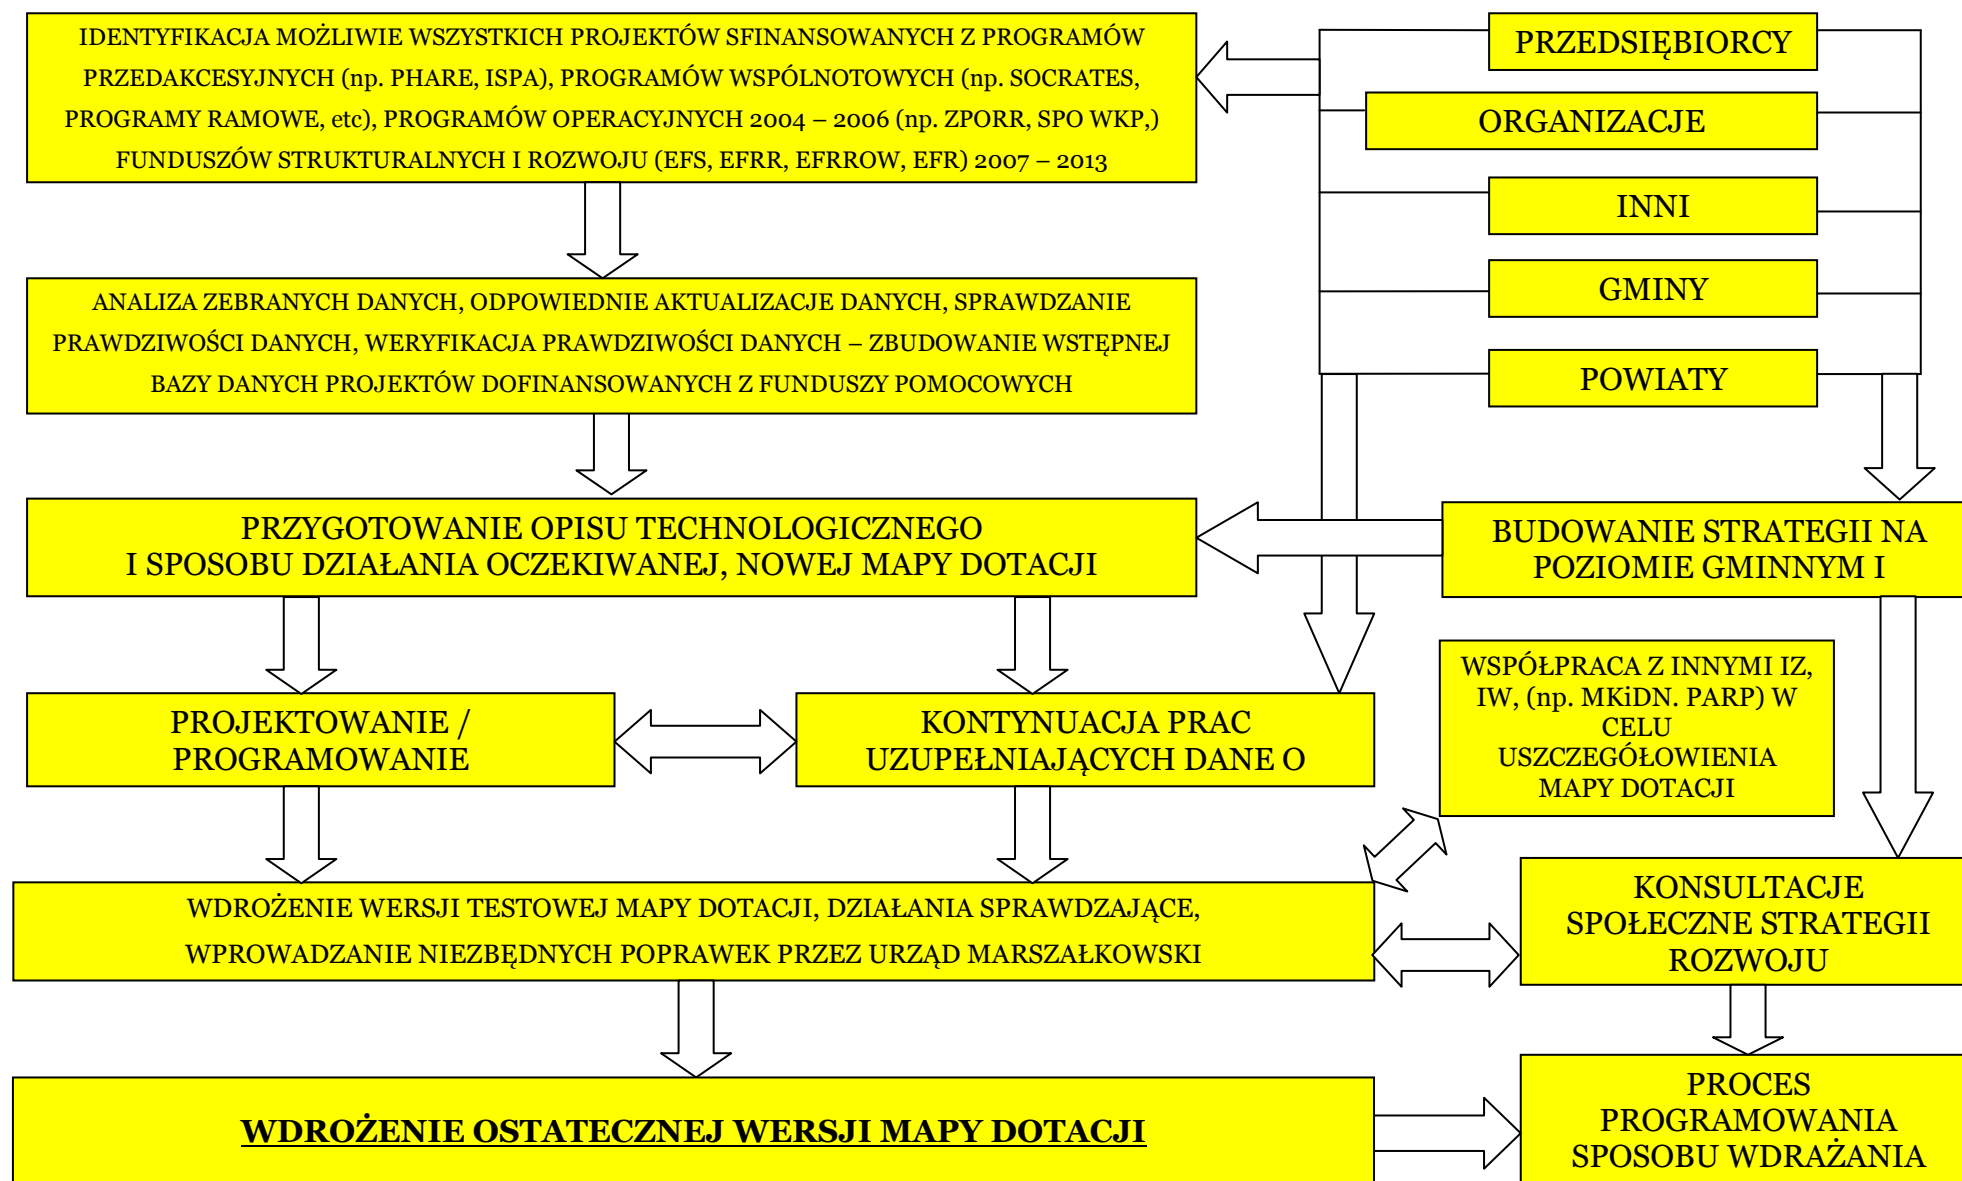 IDENTYFIKACJA MOŻLIWIE WSZYSTKICH PROJEKTÓW SFINANSOWANYCH Z PROGRAMÓW
PRZEDAKCESYJNYCH (np. PHARE, ISPA), PROGRAMÓW WSPÓLNOTOWYCH (np. SOCRATES,
PROGRAMY RAMOWE, etc), PROGRAMÓW OPERACYJNYCH 2004 – 2006 (np. ZPORR, SPO WKP,)
FUNDUSZÓW STRUKTURALNYCH I ROZWOJU (EFS, EFRR, EFRROW, EFR) 2007 – 2013
PRZEDSIĘBIORCY
ORGANIZACJE
INNI
GMINY
POWIATY
ANALIZA ZEBRANYCH DANYCH, ODPOWIEDNIE AKTUALIZACJE DANYCH, SPRAWDZANIE
PRAWDZIWOŚCI DANYCH, WERYFIKACJA PRAWDZIWOŚCI DANYCH – ZBUDOWANIE WSTĘPNEJ
BAZY DANYCH PROJEKTÓW DOFINANSOWANYCH Z FUNDUSZY POMOCOWYCH
PRZYGOTOWANIE OPISU TECHNOLOGICZNEGO
I SPOSOBU DZIAŁANIA OCZEKIWANEJ, NOWEJ MAPY DOTACJI
BUDOWANIE STRATEGII NA
POZIOMIE GMINNYM I
PROJEKTOWANIE /
PROGRAMOWANIE
KONTYNUACJA PRAC
UZUPEŁNIAJĄCYCH DANE O
WSPÓŁPRACA Z INNYMI IZ,
IW, (np. MKiDN. PARP) W
CELU
USZCZEGÓŁOWIENIA
MAPY DOTACJI
WDROŻENIE WERSJI TESTOWEJ MAPY DOTACJI, DZIAŁANIA SPRAWDZAJĄCE,
WPROWADZANIE NIEZBĘDNYCH POPRAWEK PRZEZ URZĄD MARSZAŁKOWSKI
KONSULTACJE
SPOŁECZNE STRATEGII
ROZWOJU
WDROŻENIE OSTATECZNEJ WERSJI MAPY DOTACJI
PROCES
PROGRAMOWANIA
SPOSOBU WDRAŻANIA